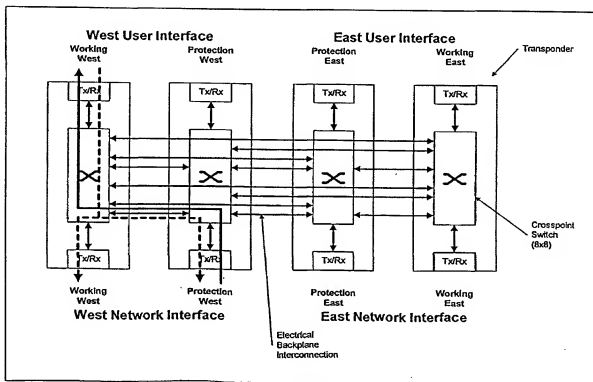 West User Interface
East User Interface
Working
West
Protection
West
Protection
East
Working
East
Transponder
Tx/Rx
Tx/Rx
Tx/Rx
Tx/Rx
Crosspoint
Switch
(8x8)
Tx/Rx
Tx/Rx
Tx/Rx
Tx/Rx
Working
West
Protection
West
Protection
East
Working
East
West Network Interface
East Network Interface
Electrical
Backplane
Interconnection